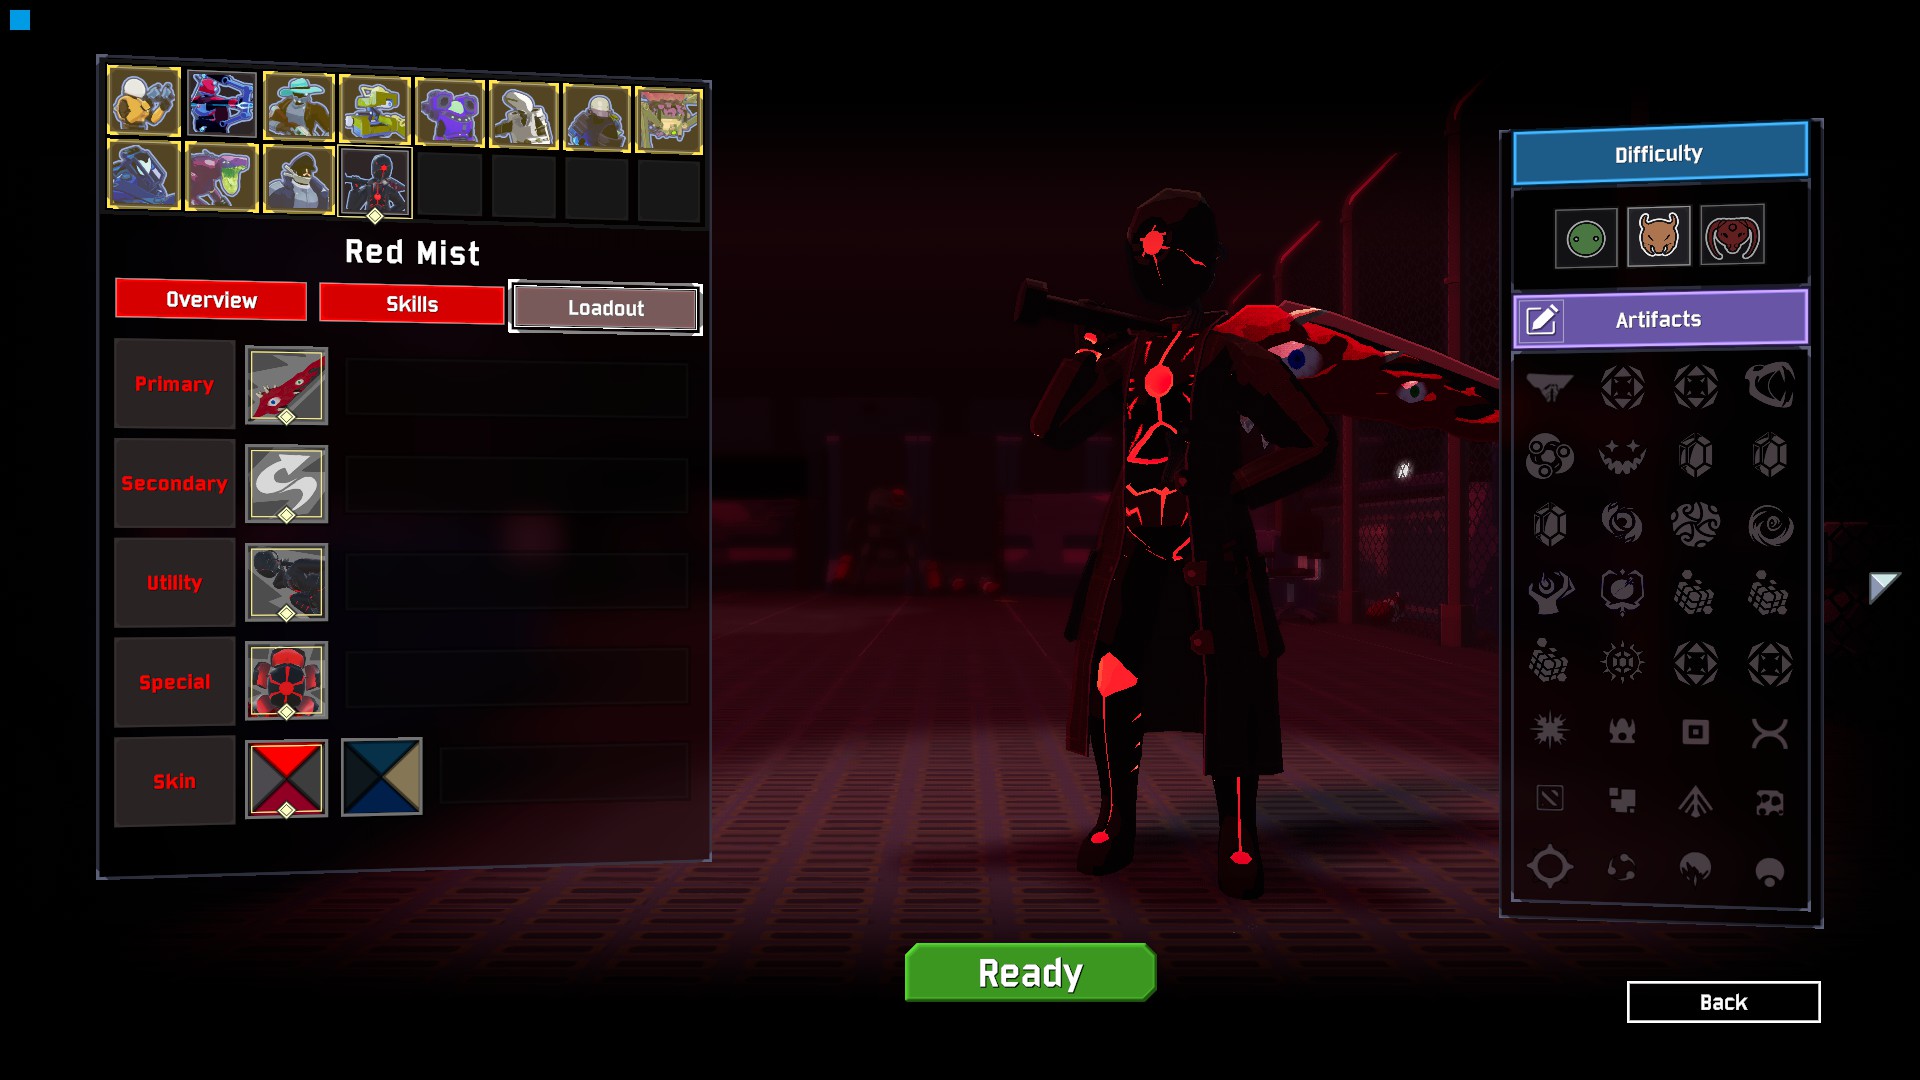 Red Mist
Overview
Skills
Loadout
Primary
Secondary
Utility
Special
Skin
Difficulty
Artifacts
Ready
Back